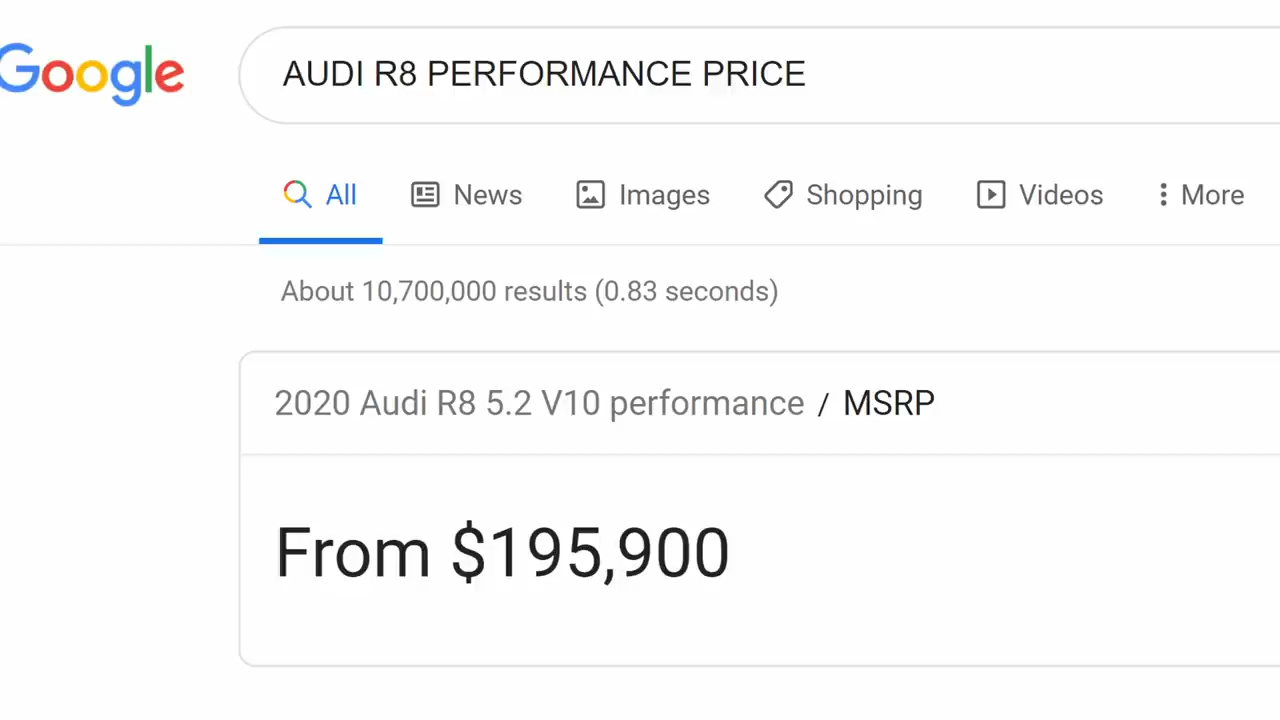 Google
AUDI R8 PERFORMANCE PRICE
All News Images Shopping Videos More
About 10,700,000 results (0.83 seconds)
2020 Audi R8 5.2 V10 performance / MSRP
From $195,900